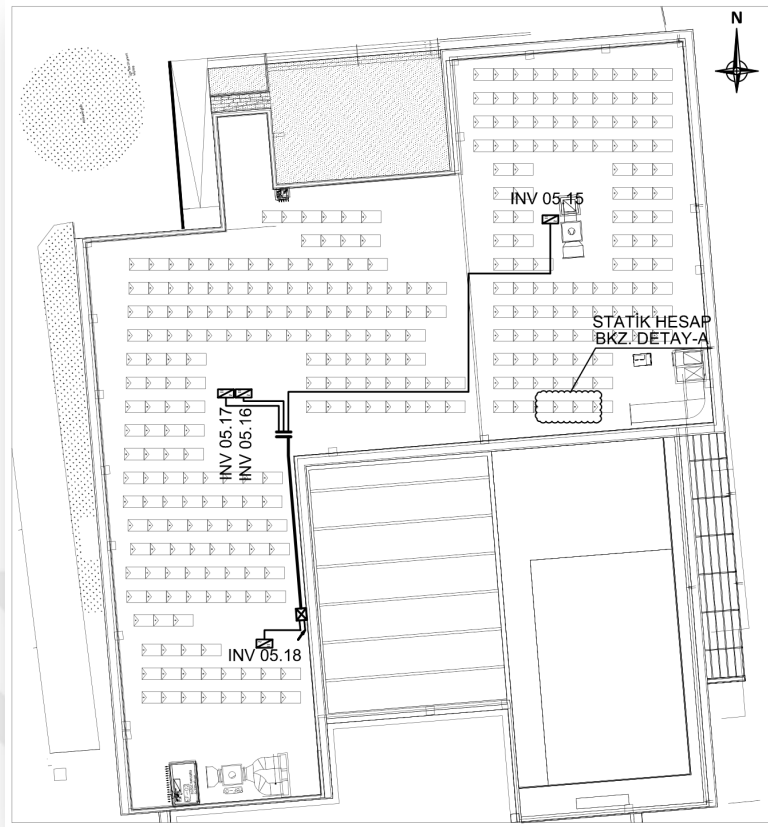 N
INV 05.15
STATİK HESAP
BKZ. DETAY-A
INV 05.17
INV 05.16
INV 05.18